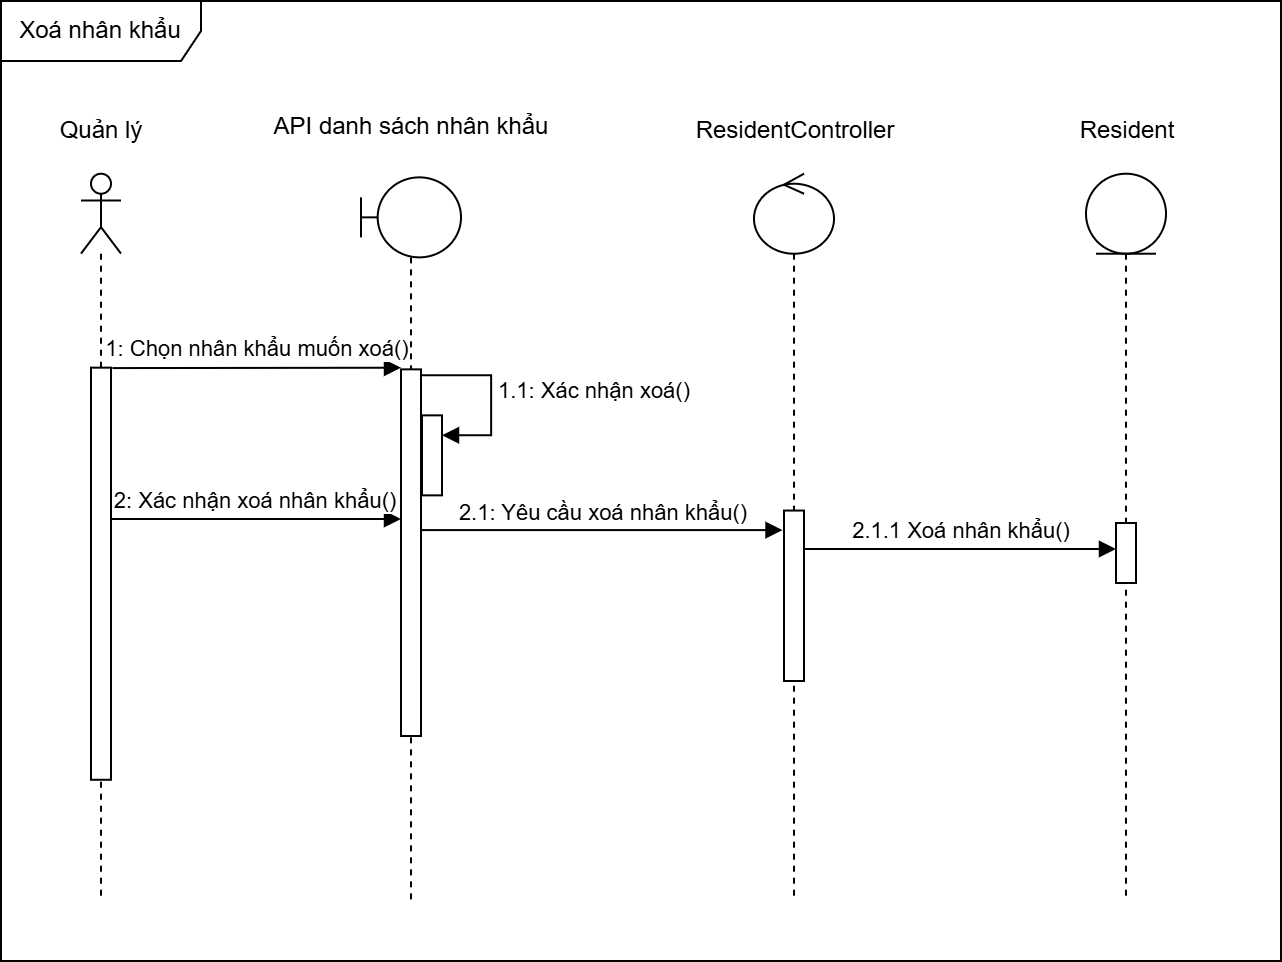 Xoá nhân khẩu
Quản lý
API danh sách nhân khẩu
ResidentController
Resident
1: Chọn nhân khẩu muốn xoá()
1.1: Xác nhận xoá()
2: Xác nhận xoá nhân khẩu()
2.1: Yêu cầu xoá nhân khẩu()
2.1.1 Xoá nhân khẩu()